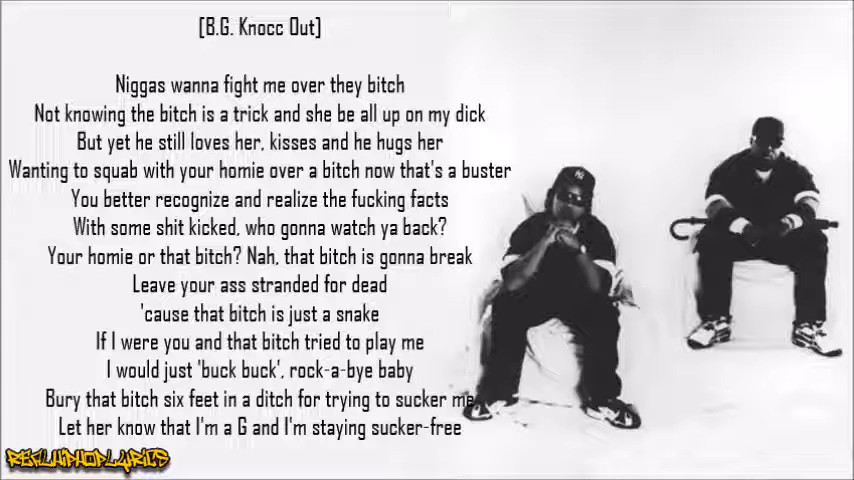 [B.G. Knocc Out]
Niggas wanna fight me over they bitch
Not knowing the bitch is a trick and she be all up on my dick
But yet he still loves her, kisses and he hugs her
Wanting to squab with your homie over a bitch now that's a buster
You better recognize and realize the fucking facts
With some shit kicked, who gonna watch ya back?
Your homie or that bitch? Nah, that bitch is gonna break
Leave your ass stranded for dead
'cause that bitch is just a snake
If I were you and that bitch tried to play me
I would just 'buck buck', rock-a-bye baby
Bury that bitch six feet in a ditch for trying to sucker me
Let her know that I'm a G and I'm staying sucker-free
REALHIPHOPLYRICS